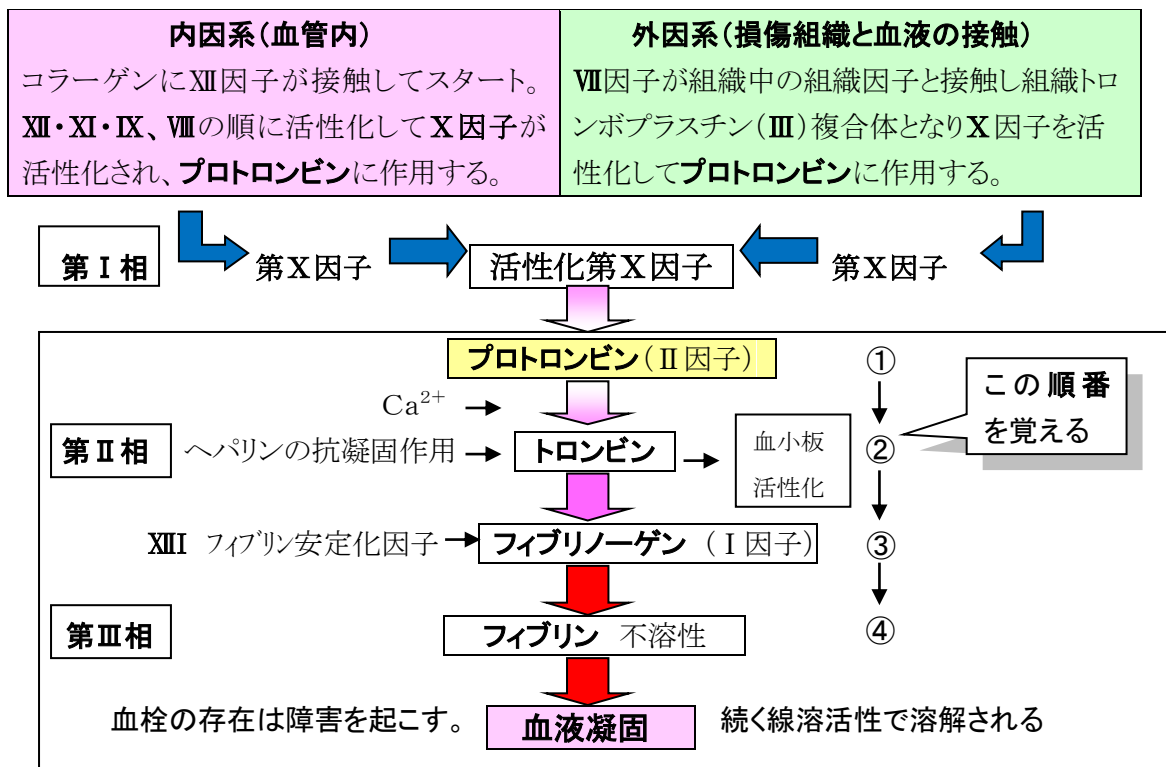 内因系（血管内）
コラーゲンにⅫ因子が接触してスタート。
Ⅻ・Ⅺ・Ⅸ、Ⅷの順に活性化してⅩ因子が
活性化され、プロトロンビンに作用する。
外因系（損傷組織と血液の接触）
Ⅶ因子が組織中の組織因子と接触し組織トロ
ンボプラスチン（Ⅲ）複合体となりⅩ因子を活
性化してプロトロンビンに作用する。
第Ⅰ相
第Ⅹ因子
活性化第Ⅹ因子
第Ⅹ因子
プロトロンビン（Ⅱ因子）
①
この順番
を覚える
Ca²⁺
第Ⅱ相
ヘパリンの抗凝固作用
トロンビン
血小板
活性化
②
XIII フィブリン安定化因子
フィブリノーゲン （Ⅰ因子）
③
第Ⅲ相
フィブリン 不溶性
④
血栓の存在は障害を起こす。
血液凝固
続く線溶活性で溶解される